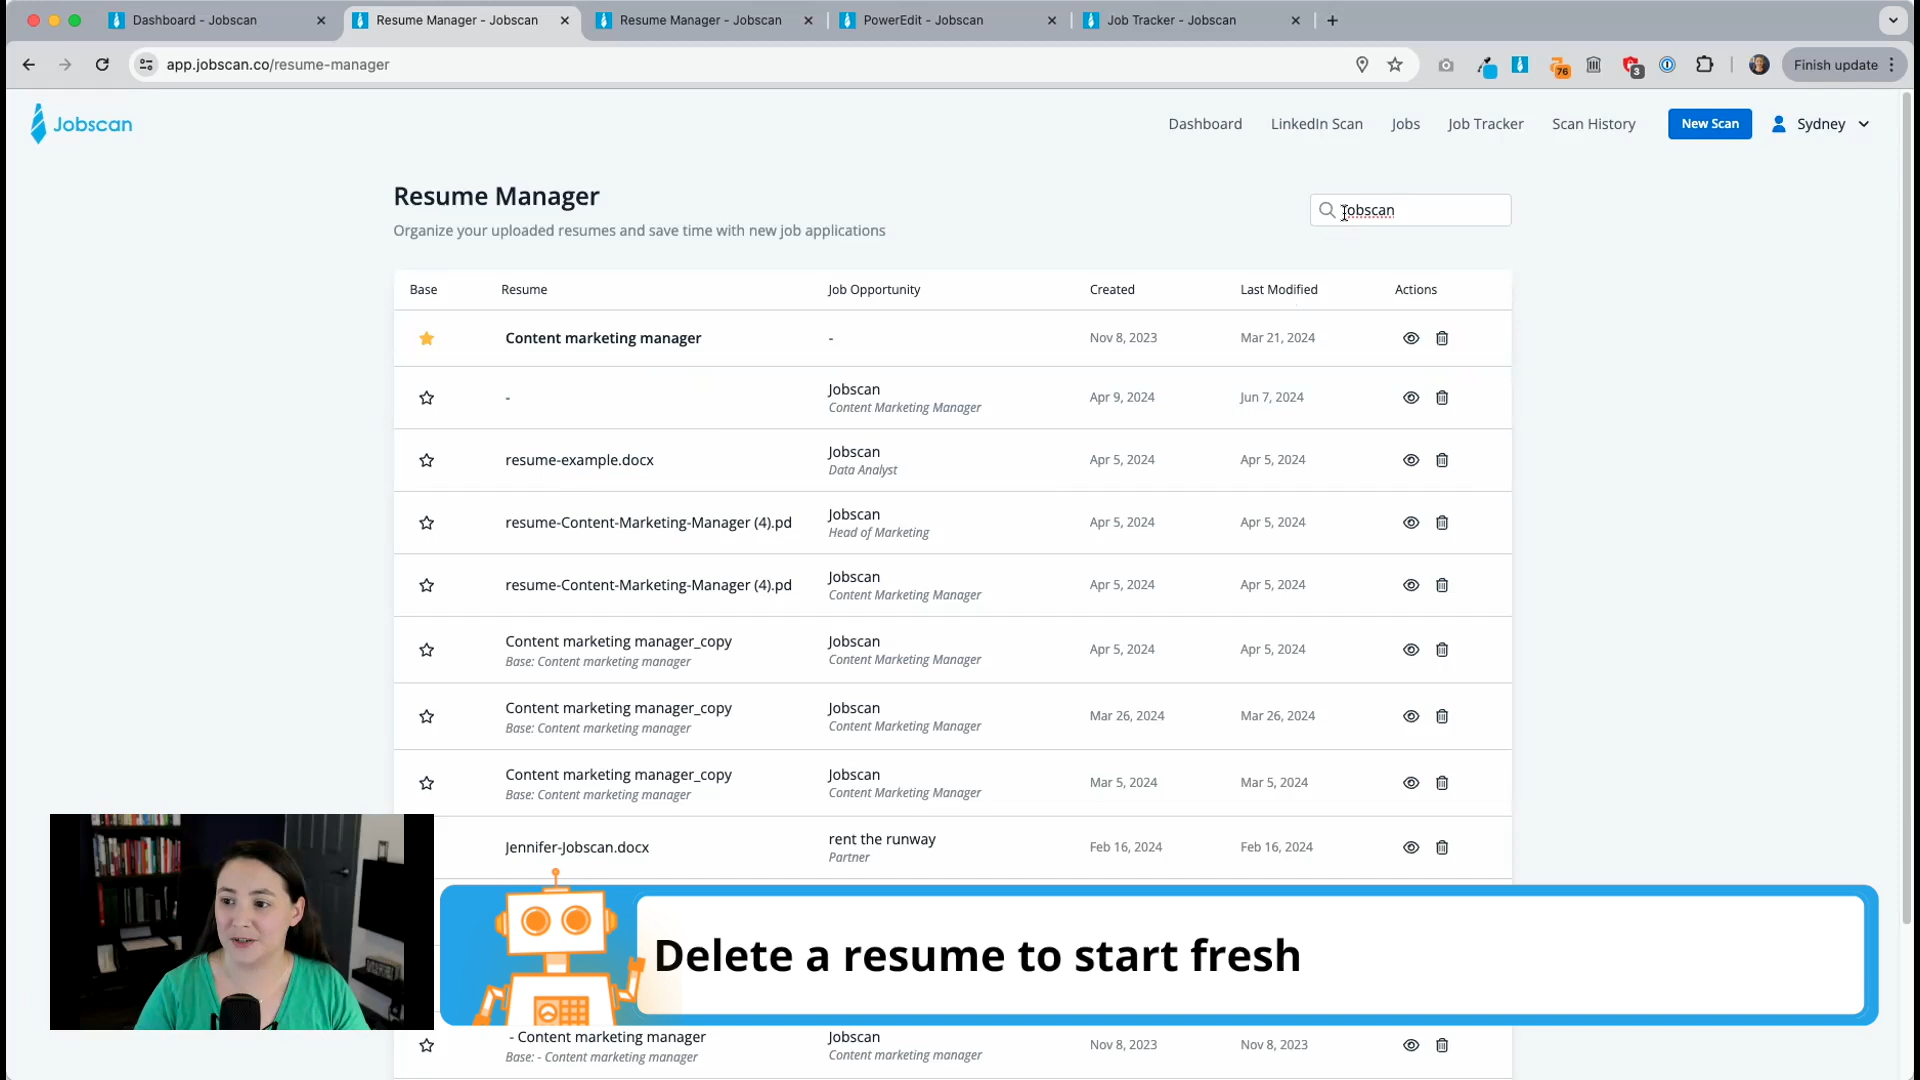 Dashboard - Jobscan
Resume Manager - Jobscan
Resume Manager - Jobscan
PowerEdit - Jobscan
Job Tracker - Jobscan
app.jobscan.co/resume-manager
76
3
Finish update
Jobscan
Dashboard
LinkedIn Scan
Jobs
Job Tracker
Scan History
New Scan
Sydney
Resume Manager
Jobscan
Organize your uploaded resumes and save time with new job applications
Base Resume Job Opportunity Created Last Modified Actions
Content marketing manager - Nov 8, 2023 Mar 21, 2024
- Jobscan Apr 9, 2024 Jun 7, 2024
Content Marketing Manager
resume-example.docx Jobscan Apr 5, 2024 Apr 5, 2024
Data Analyst
resume-Content-Marketing-Manager (4).pd Jobscan Apr 5, 2024 Apr 5, 2024
Head of Marketing
resume-Content-Marketing-Manager (4).pd Jobscan Apr 5, 2024 Apr 5, 2024
Content Marketing Manager
Content marketing manager_copy Jobscan Apr 5, 2024 Apr 5, 2024
Base: Content marketing manager Content Marketing Manager
Content marketing manager_copy Jobscan Mar 26, 2024 Mar 26, 2024
Base: Content marketing manager Content Marketing Manager
Content marketing manager_copy Jobscan Mar 5, 2024 Mar 5, 2024
Base: Content marketing manager Content Marketing Manager
Jennifer-Jobscan.docx rent the runway Feb 16, 2024 Feb 16, 2024
Partner
Delete a resume to start fresh
- Content marketing manager Jobscan Nov 8, 2023 Nov 8, 2023
Base: - Content marketing manager Content marketing manager